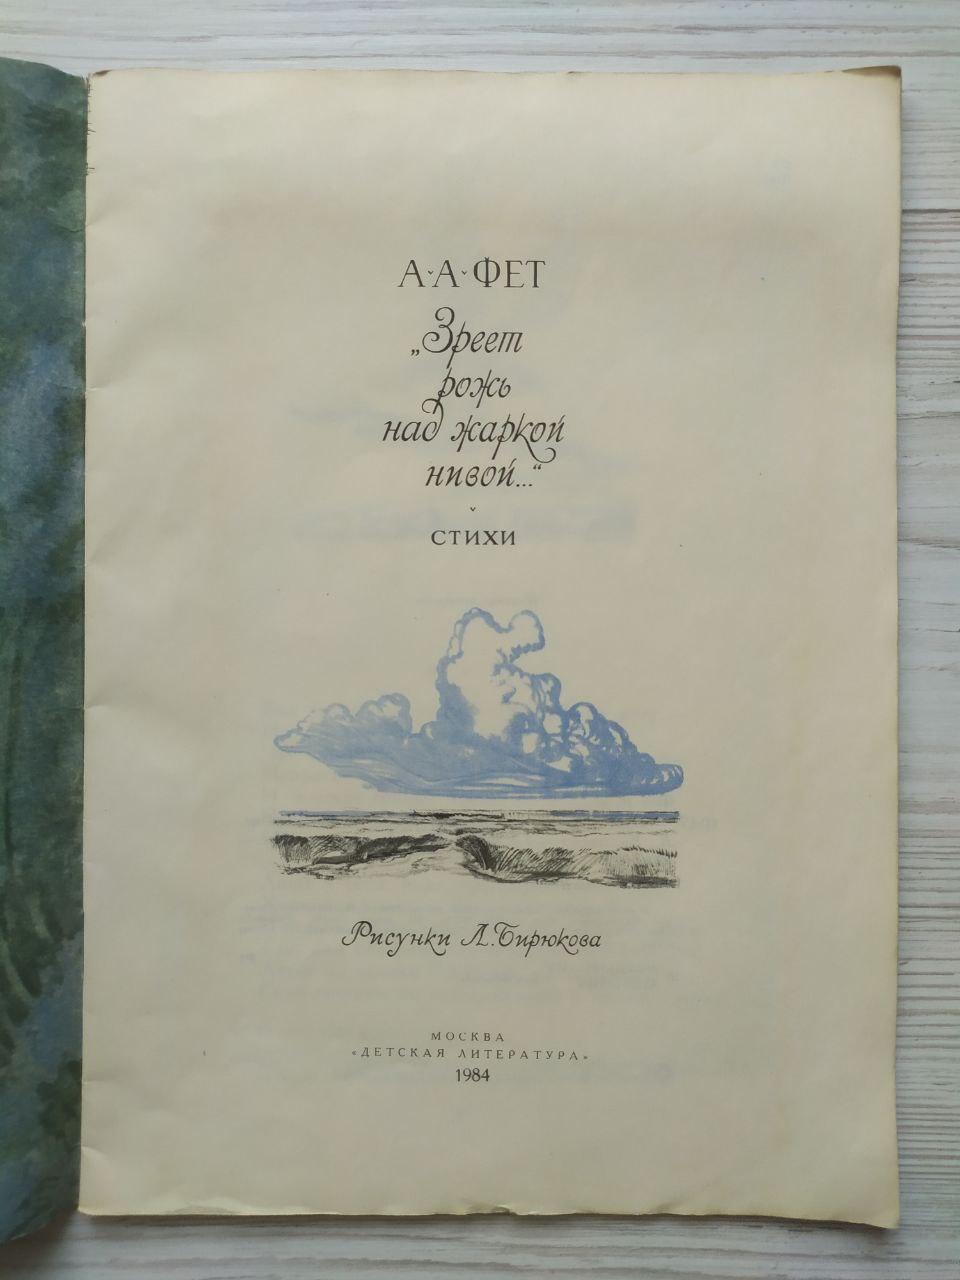 А·А·ФЕТ
„Зреет
рожь
над жаркой
нивой...“
СТИХИ
Рисунки Л. Бирюкова
МОСКВА
«ДЕТСКАЯ ЛИТЕРАТУРА»
1984